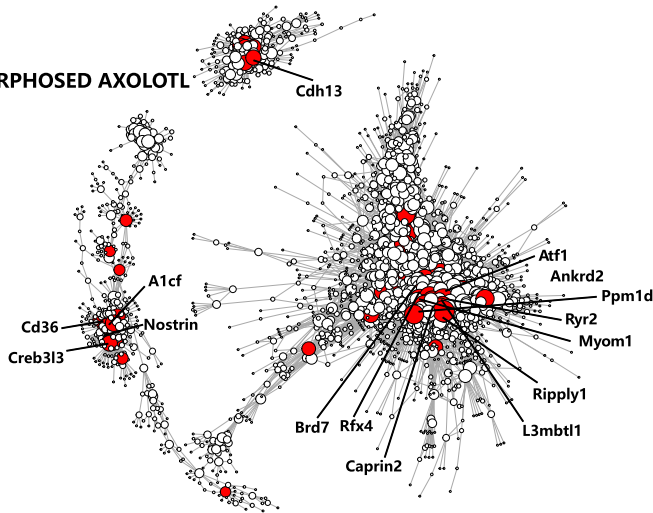 RPHOSED AXOLOTL
Cdh13
Atf1
Ankrd2
A1cf
Ppm1d
Cd36
Nostrin
Ryr2
Myom1
Creb3l3
Ripply1
Brd7
Rfx4
L3mbtl1
Caprin2